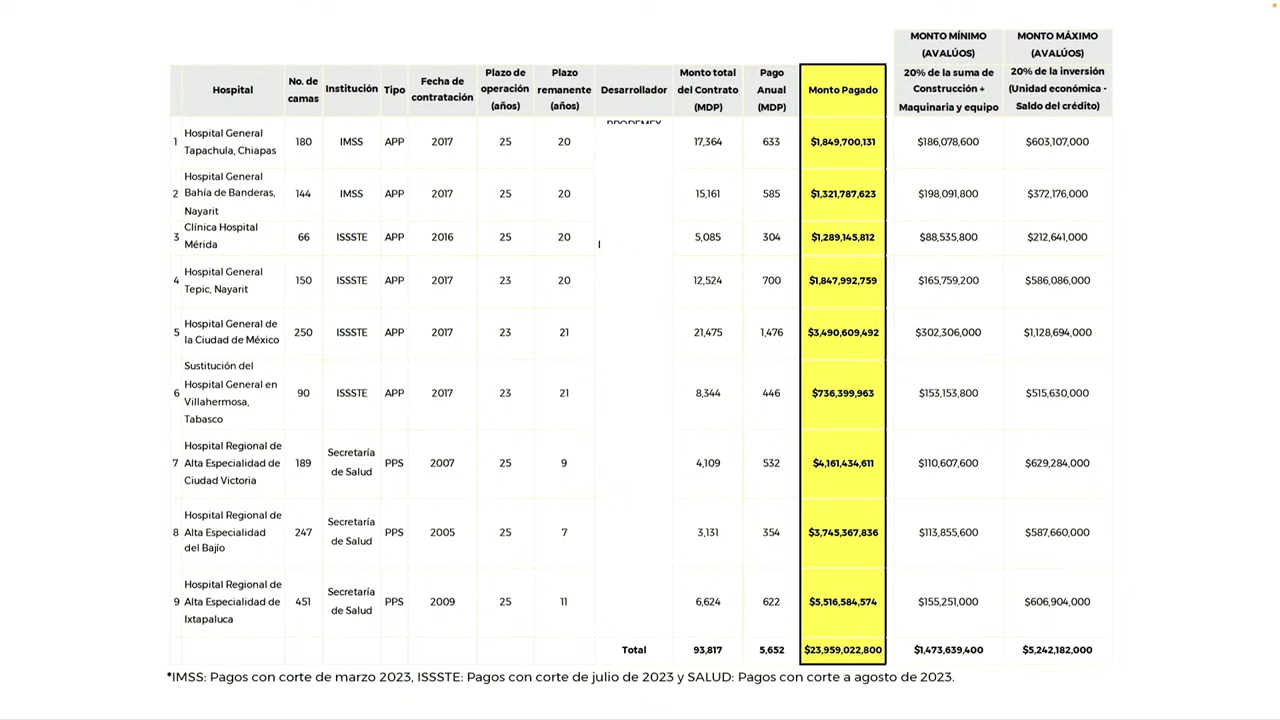 MONTO MÍNIMO (AVALÚOS) MONTO MÁXIMO (AVALÚOS)
Hospital No. de camas Institución Tipo Fecha de contratación Plazo de operación (años) Plazo remanente (años) Desarrollador Monto total del Contrato (MDP) Pago Anual (MDP) Monto Pagado 20% de la suma de Construcción + Maquinaria y equipo 20% de la inversión (Unidad económica - Saldo del crédito)
1 Hospital General Tapachula, Chiapas 180 IMSS APP 2017 25 20 17,364 633 $1,849,700,131 $186,078,600 $603,107,000
2 Hospital General Bahía de Banderas, Nayarit 144 IMSS APP 2017 25 20 15,161 585 $1,321,787,623 $198,091,800 $372,176,000
3 Clínica Hospital Mérida 66 ISSSTE APP 2016 25 20 5,085 304 $1,289,145,812 $88,535,800 $212,641,000
4 Hospital General Tepic, Nayarit 150 ISSSTE APP 2017 23 20 12,524 700 $1,847,992,759 $165,759,200 $586,086,000
5 Hospital General de la Ciudad de México 250 ISSSTE APP 2017 23 21 21,475 1,476 $3,490,609,492 $302,306,000 $1,128,694,000
6 Sustitución del Hospital General en Villahermosa, Tabasco 90 ISSSTE APP 2017 23 21 8,344 446 $736,399,963 $153,153,800 $515,630,000
7 Hospital Regional de Alta Especialidad de Ciudad Victoria 189 Secretaría de Salud PPS 2007 25 9 4,109 532 $4,161,434,611 $110,607,600 $629,284,000
8 Hospital Regional de Alta Especialidad del Bajío 247 Secretaría de Salud PPS 2005 25 7 3,131 354 $3,745,367,836 $113,855,600 $587,660,000
9 Hospital Regional de Alta Especialidad de Ixtapaluca 451 Secretaría de Salud PPS 2009 25 11 6,624 622 $5,516,584,574 $155,251,000 $606,904,000
Total 93,817 5,652 $23,959,022,800 $1,473,639,400 $5,242,182,000
*IMSS: Pagos con corte de marzo 2023, ISSSTE: Pagos con corte de julio de 2023 y SALUD: Pagos con corte a agosto de 2023.